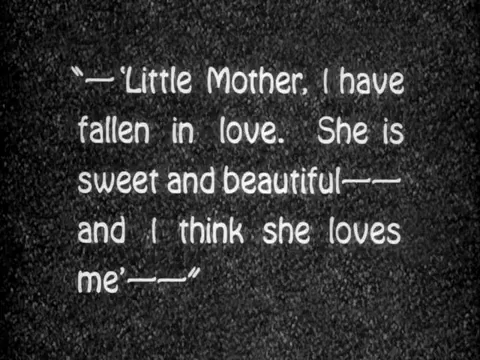 "—'Little Mother, I have
fallen in love. She is
sweet and beautiful——
and I think she loves
me'——"